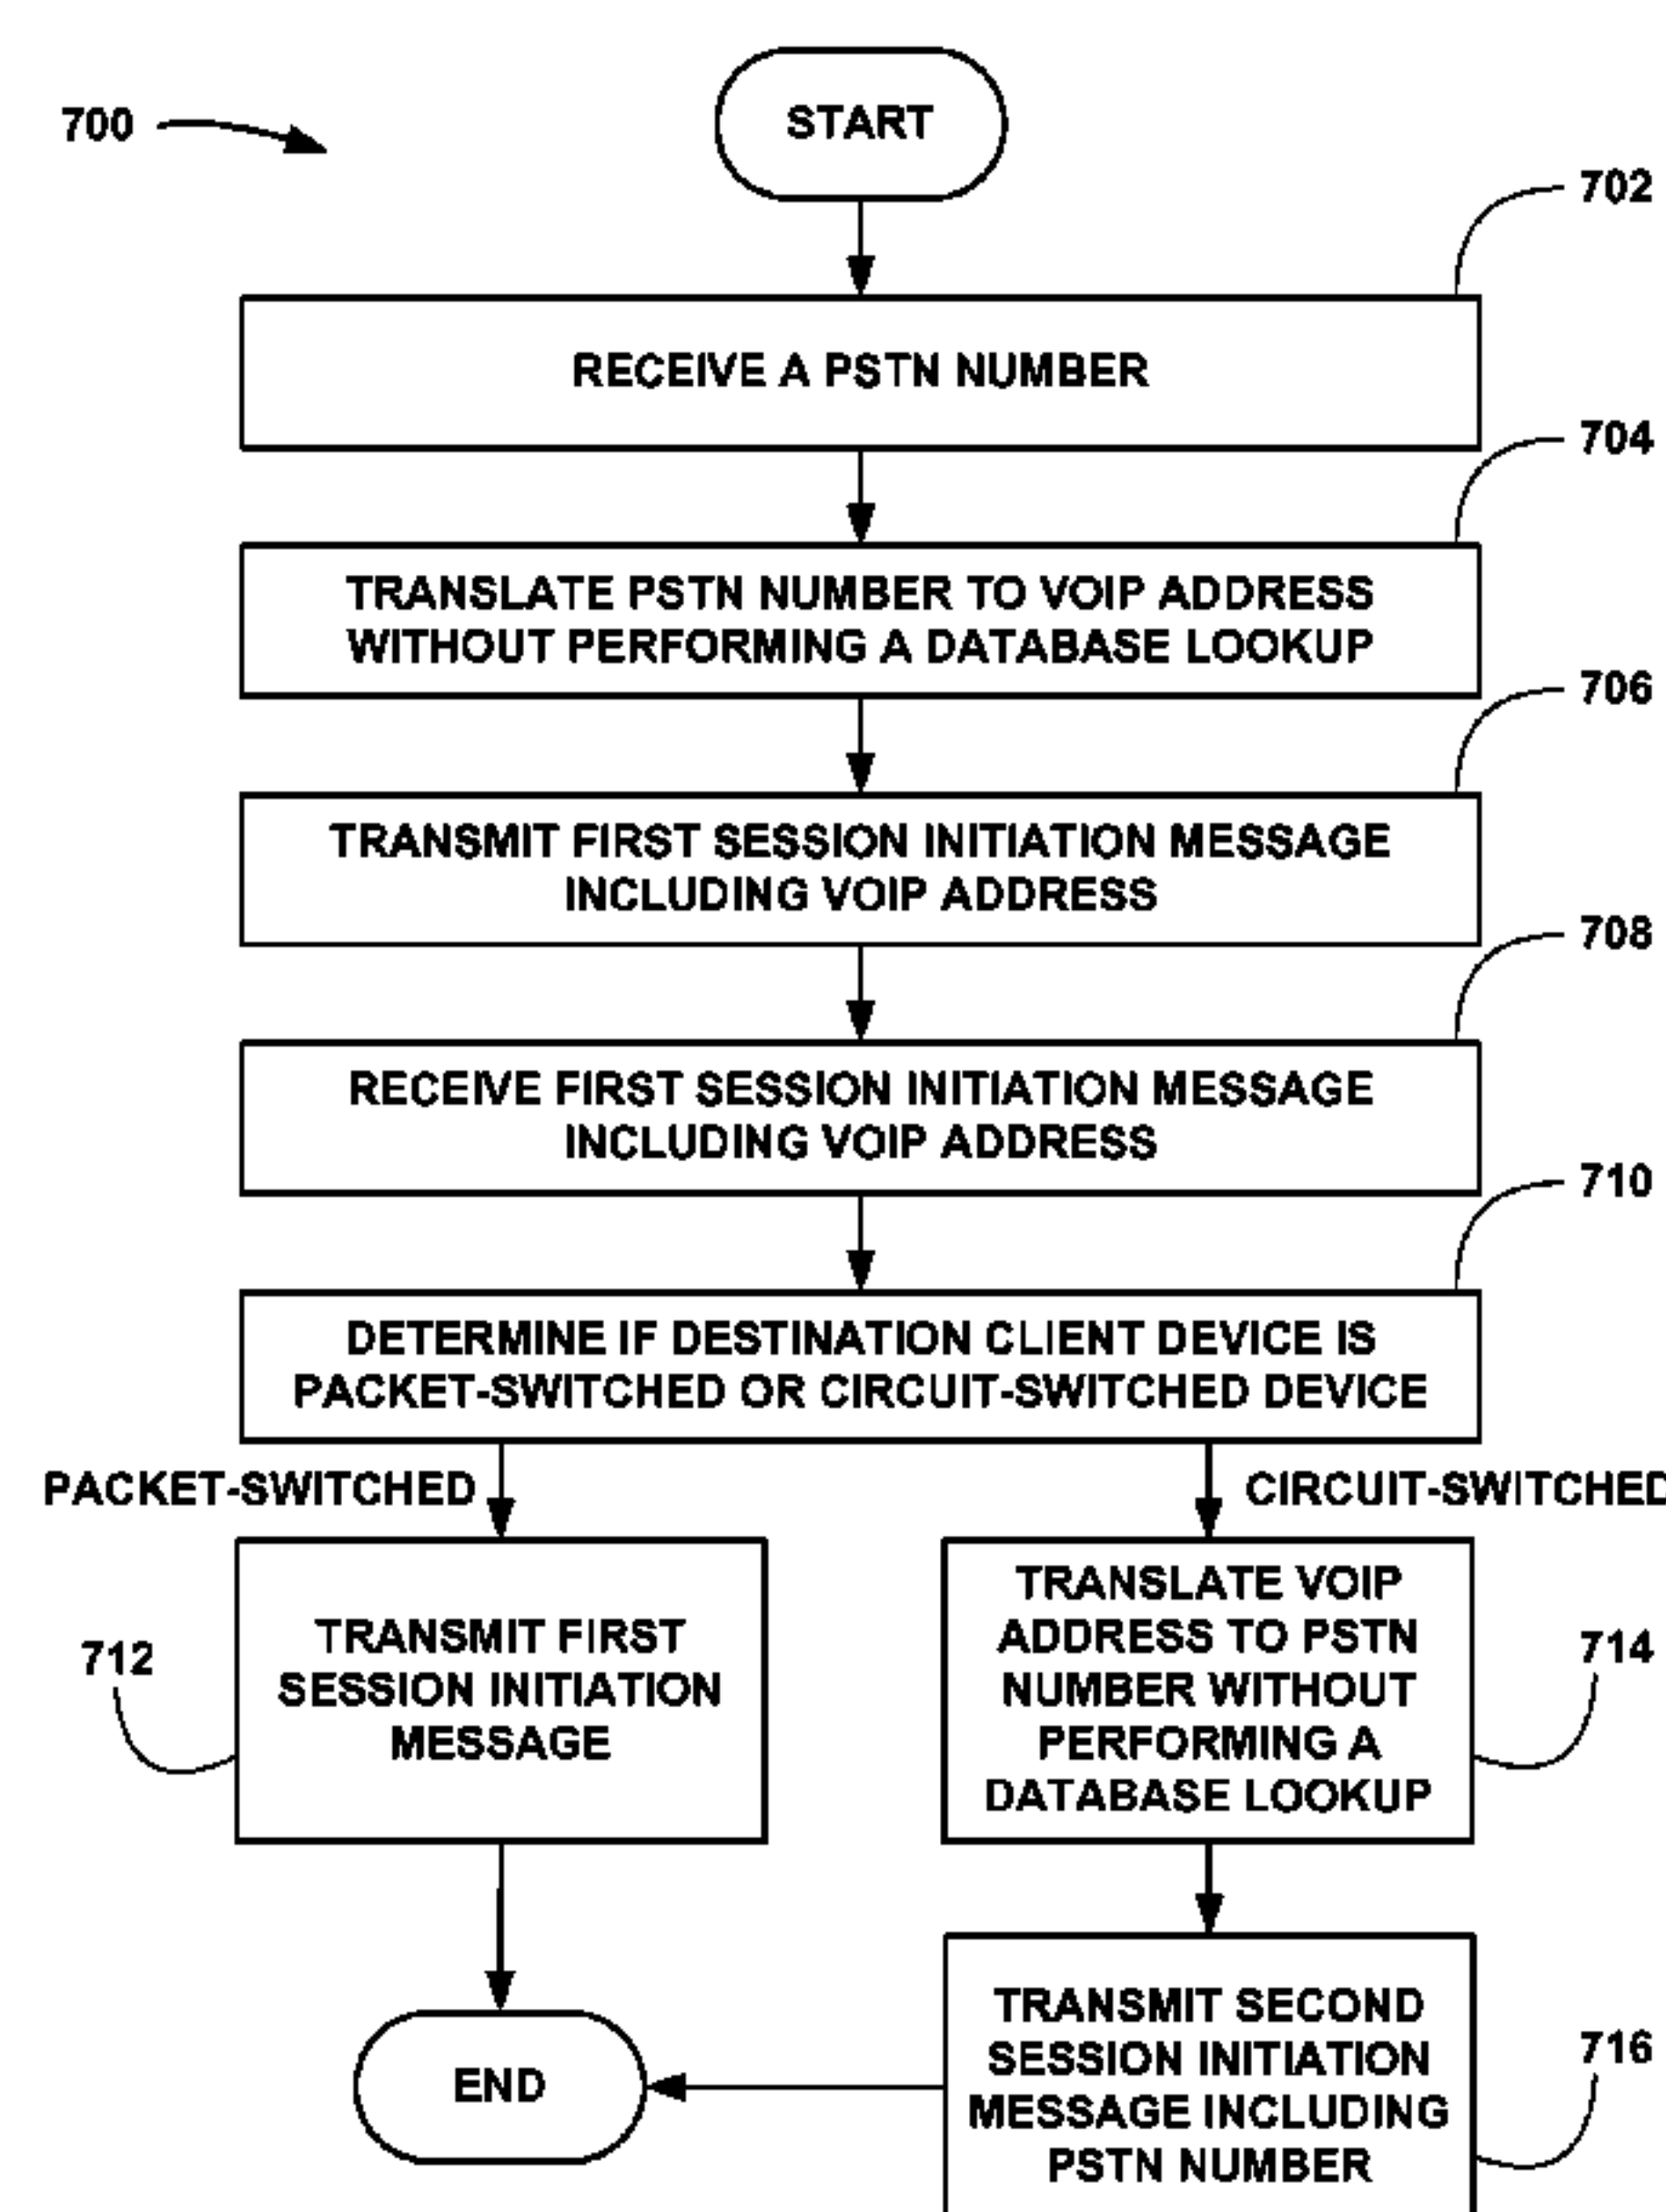 700
START
702
RECEIVE A PSTN NUMBER
704
TRANSLATE PSTN NUMBER TO VOIP ADDRESS
WITHOUT PERFORMING A DATABASE LOOKUP
706
TRANSMIT FIRST SESSION INITIATION MESSAGE
INCLUDING VOIP ADDRESS
708
RECEIVE FIRST SESSION INITIATION MESSAGE
INCLUDING VOIP ADDRESS
710
DETERMINE IF DESTINATION CLIENT DEVICE IS
PACKET-SWITCHED OR CIRCUIT-SWITCHED DEVICE
PACKET-SWITCHED
CIRCUIT-SWITCHED
712
TRANSMIT FIRST
SESSION INITIATION
MESSAGE
TRANSLATE VOIP
ADDRESS TO PSTN
NUMBER WITHOUT
PERFORMING A
DATABASE LOOKUP
714
END
TRANSMIT SECOND
SESSION INITIATION
MESSAGE INCLUDING
PSTN NUMBER
716